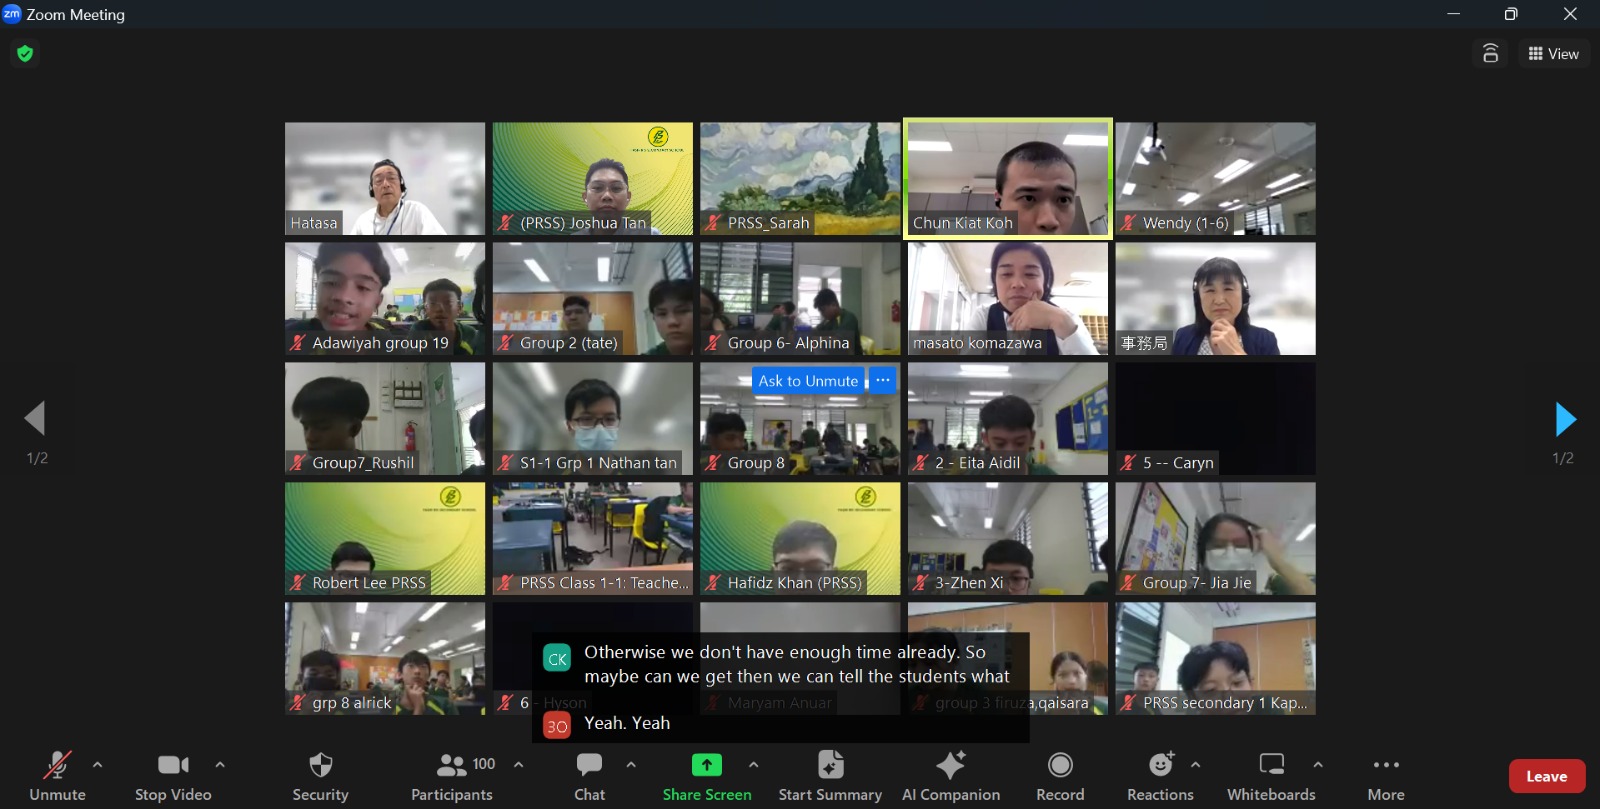 zm Zoom Meeting
View
Hatasa
(PRSS) Joshua Tan
PRSS_Sarah
Chun Kiat Koh
Wendy (1-6)
Adawiyah group 19
Group 2 (tate)
Group 6- Alphina
masato komazawa
事務局
Group7_Rushil
S1-1 Grp 1 Nathan tan
Ask to Unmute ...
Group 8
2 - Eita Aidil
5 -- Caryn
1/2
1/2
Robert Lee PRSS
PRSS Class 1-1: Teache...
Hafidz Khan (PRSS)
3-Zhen Xi
Group 7- Jia Jie
grp 8 alrick
6 - Hyson
Maryam Anuar
group 3 firuza,qaisara
PRSS secondary 1 Kap...
CK Otherwise we don't have enough time already. So
maybe can we get then we can tell the students what
30 Yeah. Yeah
100
Unmute
Stop Video
Security
Participants
Chat
Share Screen
Start Summary
AI Companion
Record
Reactions
Whiteboards
More
Leave